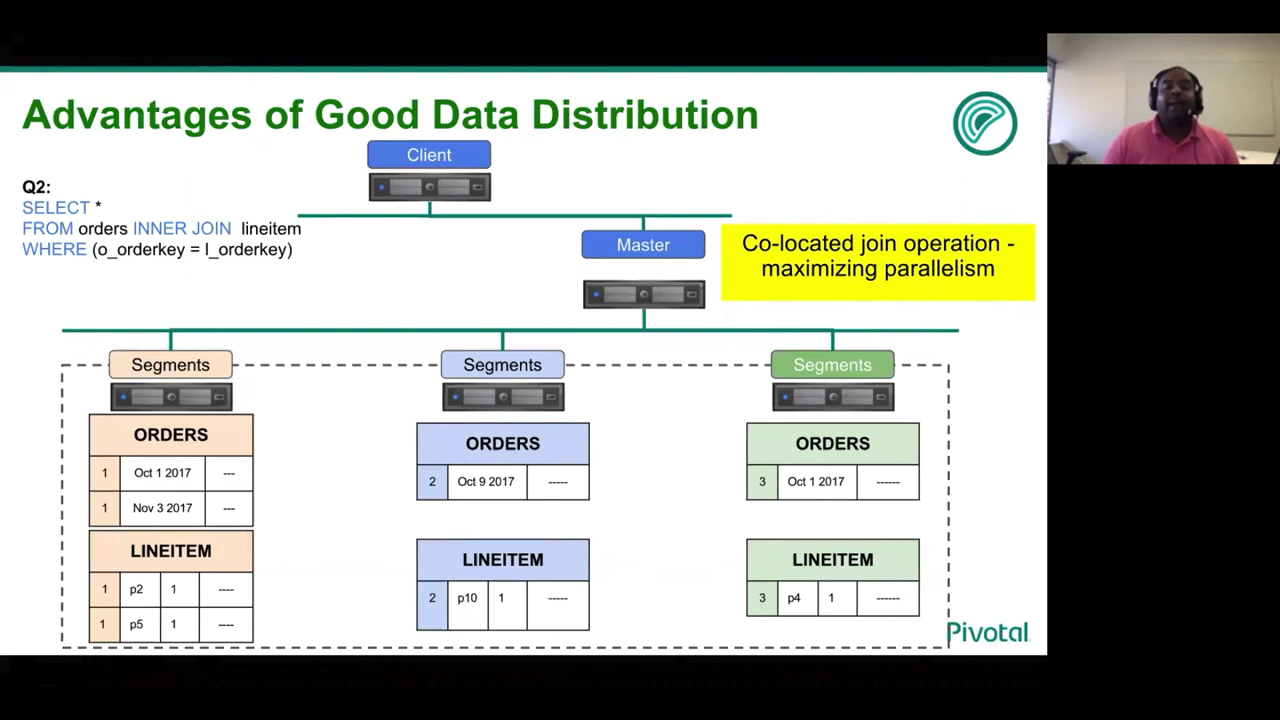 Advantages of Good Data Distribution
Client
Q2:
SELECT *
FROM orders INNER JOIN lineitem
WHERE (o_orderkey = l_orderkey)
Master
Co-located join operation -
maximizing parallelism
Segments
Segments
Segments
ORDERS
1 Oct 1 2017 ---
1 Nov 3 2017 ---
LINEITEM
1 p2 1 ----
1 p5 1 ----
ORDERS
2 Oct 9 2017 -----
LINEITEM
2 p10 1 -----
ORDERS
3 Oct 1 2017 ------
LINEITEM
3 p4 1 ------
Pivotal